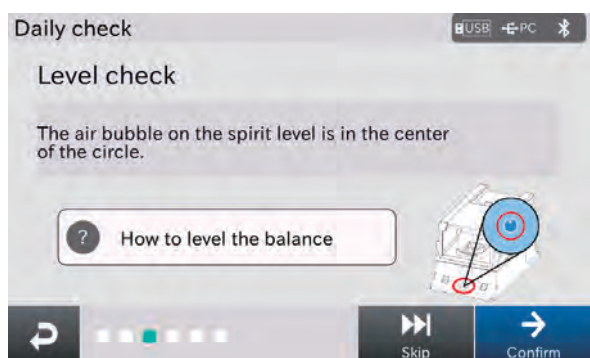 Daily check
USB PC
Level check
The air bubble on the spirit level is in the center
of the circle.
? How to level the balance
Skip
Confirm